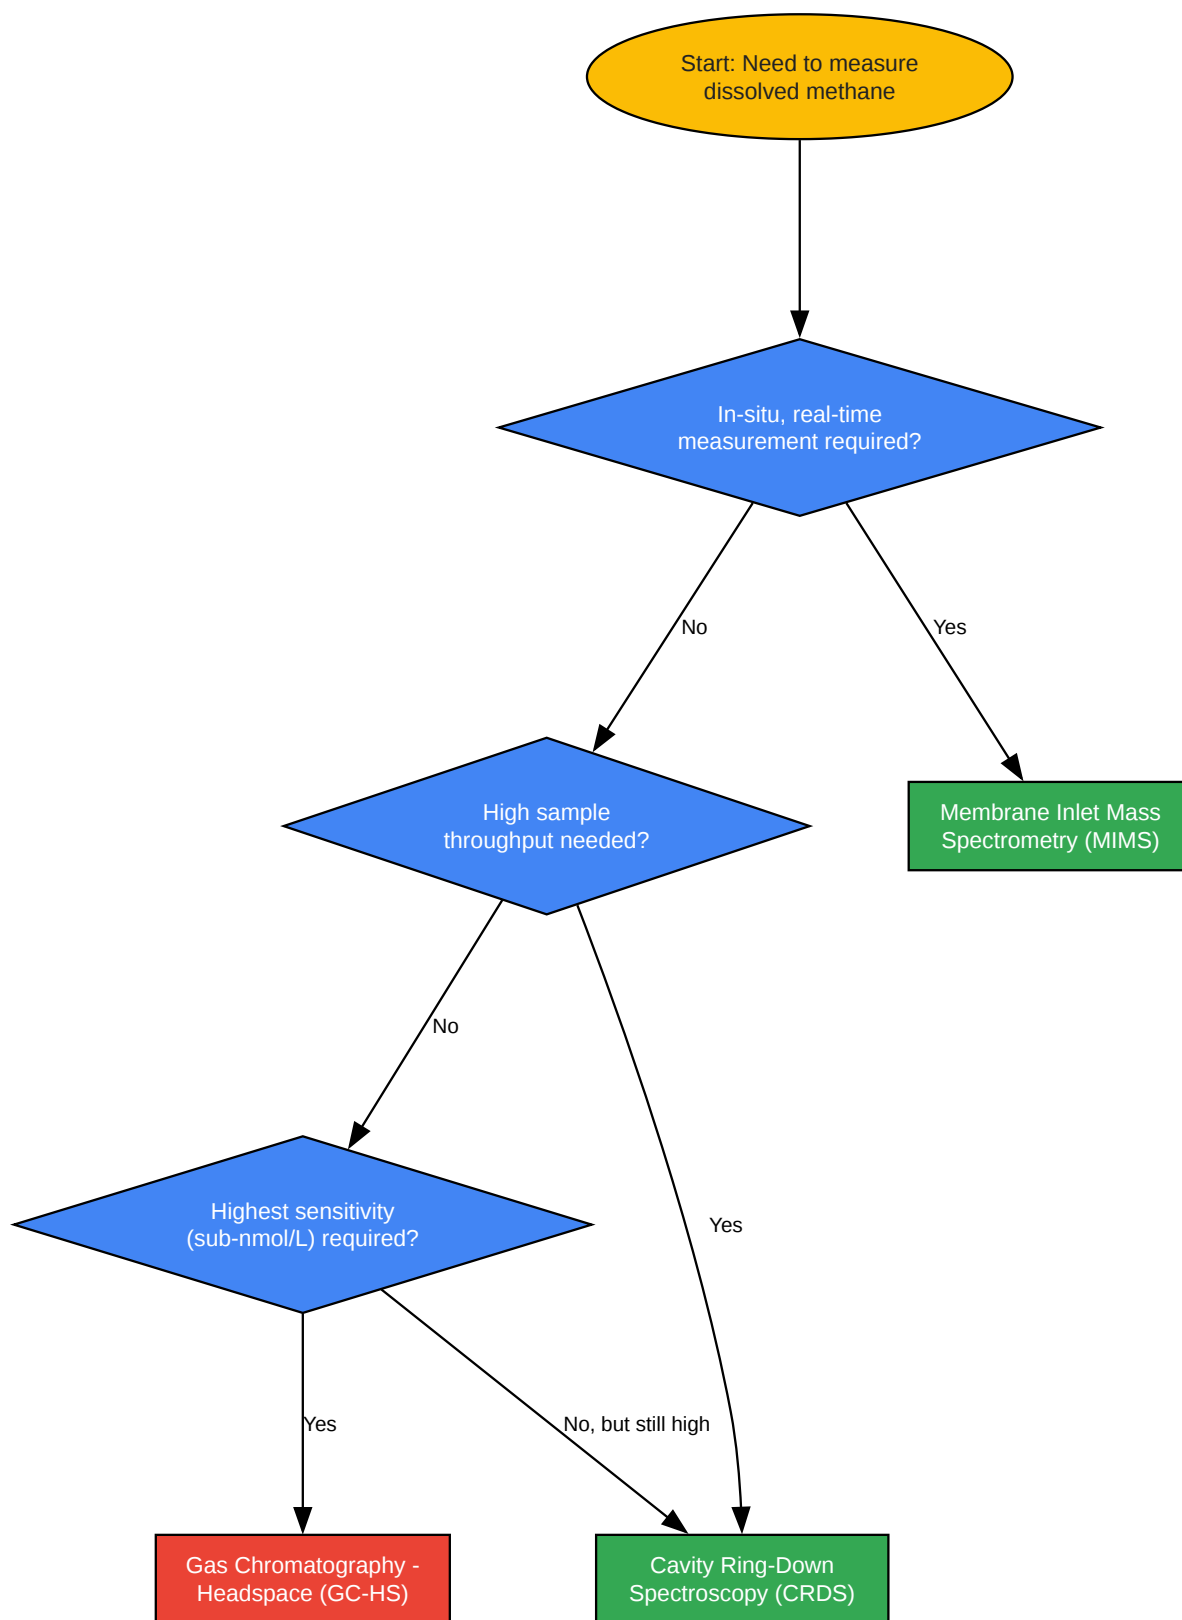 Start: Need to measure
dissolved methane
In-situ, real-time
measurement required?
No
Yes
High sample
throughput needed?
Membrane Inlet Mass
Spectrometry (MIMS)
No
Highest sensitivity
(sub-nmol/L) required?
Yes
Yes
No, but still high
Gas Chromatography -
Headspace (GC-HS)
Cavity Ring-Down
Spectroscopy (CRDS)